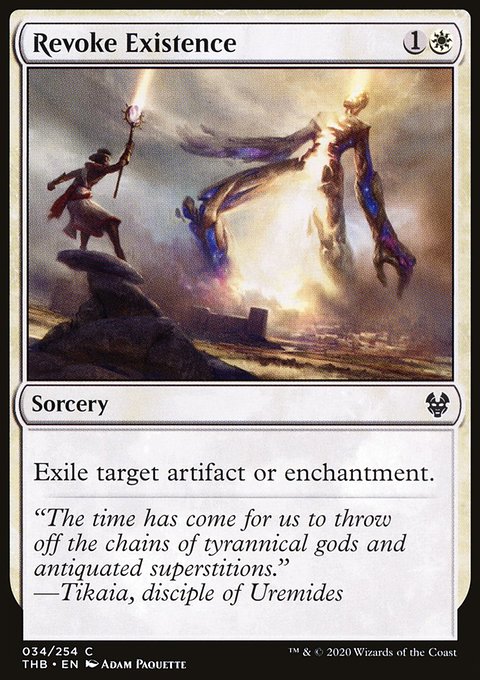 Revoke Existence 1
Sorcery
Exile target artifact or enchantment.
“The time has come for us to throw
off the chains of tyrannical gods and
antiquated superstitions.”
—Tikaia, disciple of Uremides
034/254 C
THB • EN Adam Paquette
™ & © 2020 Wizards of the Coast